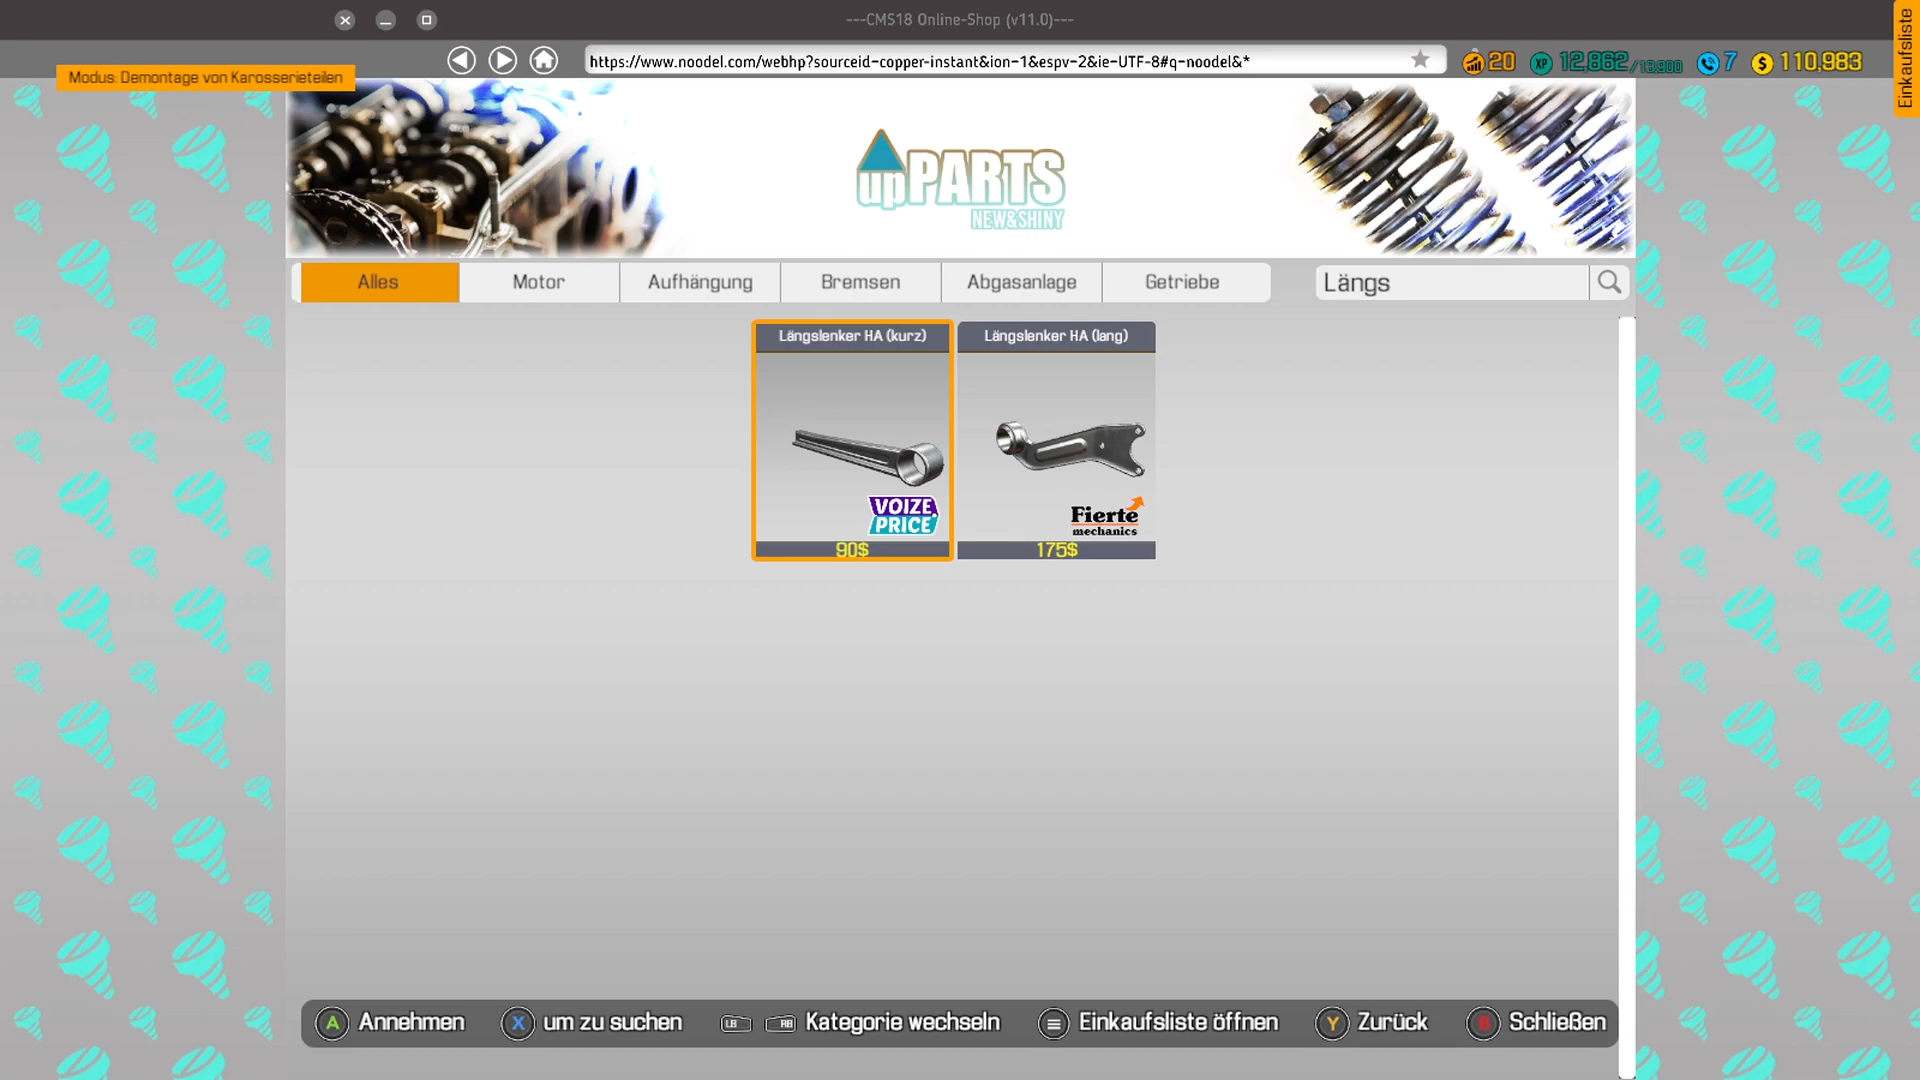 ---CMS18 Online-Shop (v11.0)---
Einkaufsliste
https://www.noodel.com/webhp?sourceid-copper-instant&ion-1&espv-2&ie-UTF-8#q-noodel&*
20
XP 12,862/13,800
7
$ 110,983
Modus: Demontage von Karosserieteilen
upPARTS
NEW&SHINY
Alles
Motor
Aufhängung
Bremsen
Abgasanlage
Getriebe
Längs
Längslenker HA (kurz)
Längslenker HA (lang)
VOIZE
PRICE
Fierte
mechanics
90$
175$
A Annehmen
X um zu suchen
LB RB Kategorie wechseln
Einkaufsliste öffnen
Y Zurück
B Schließen